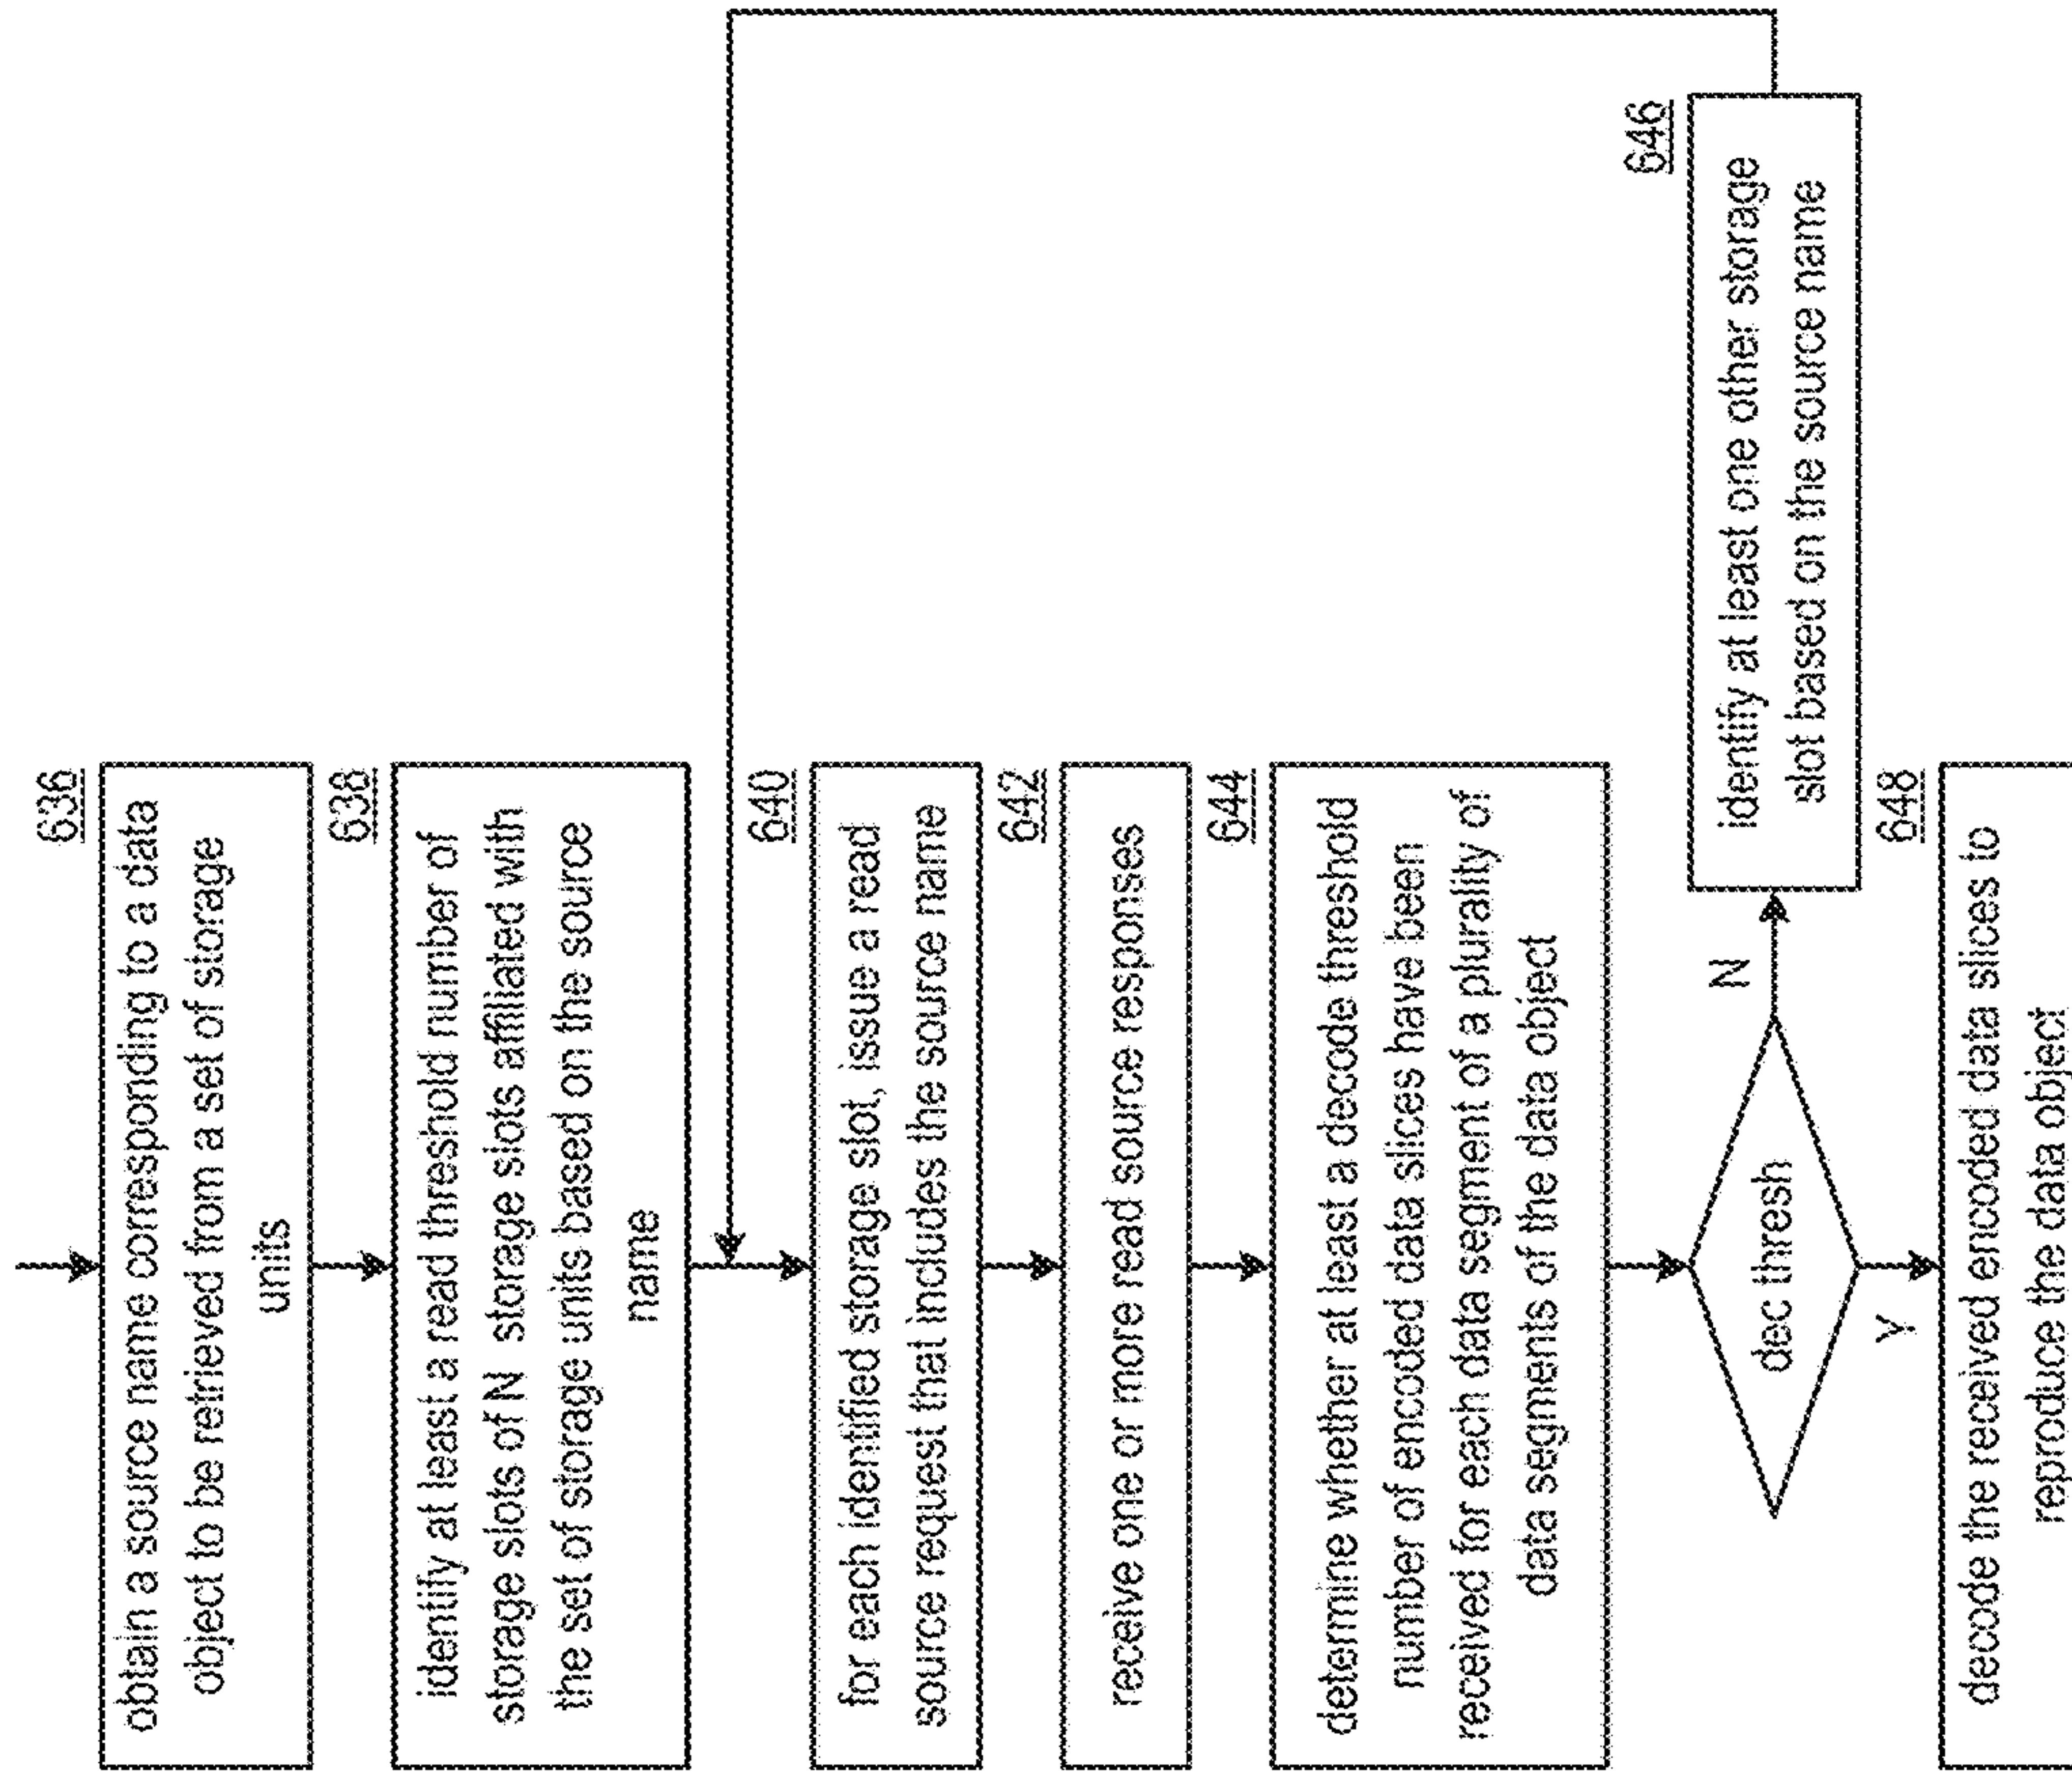 636
obtain a source name corresponding to a data
object to be retrieved from a set of storage
units
638
identify at least a read threshold number of
storage slots of N storage slots affiliated with
the set of storage units based on the source
name
640
for each identified storage slot, issue a read
source request that includes the source name
642
receive one or more read source responses
644
determine whether at least a decode threshold
number of encoded data slices have been
received for each data segment of a plurality of
data segments of the data object
dec thresh
N
646
identify at least one other storage
slot based on the source name
Y
648
decode the received encoded data slices to
reproduce the data object